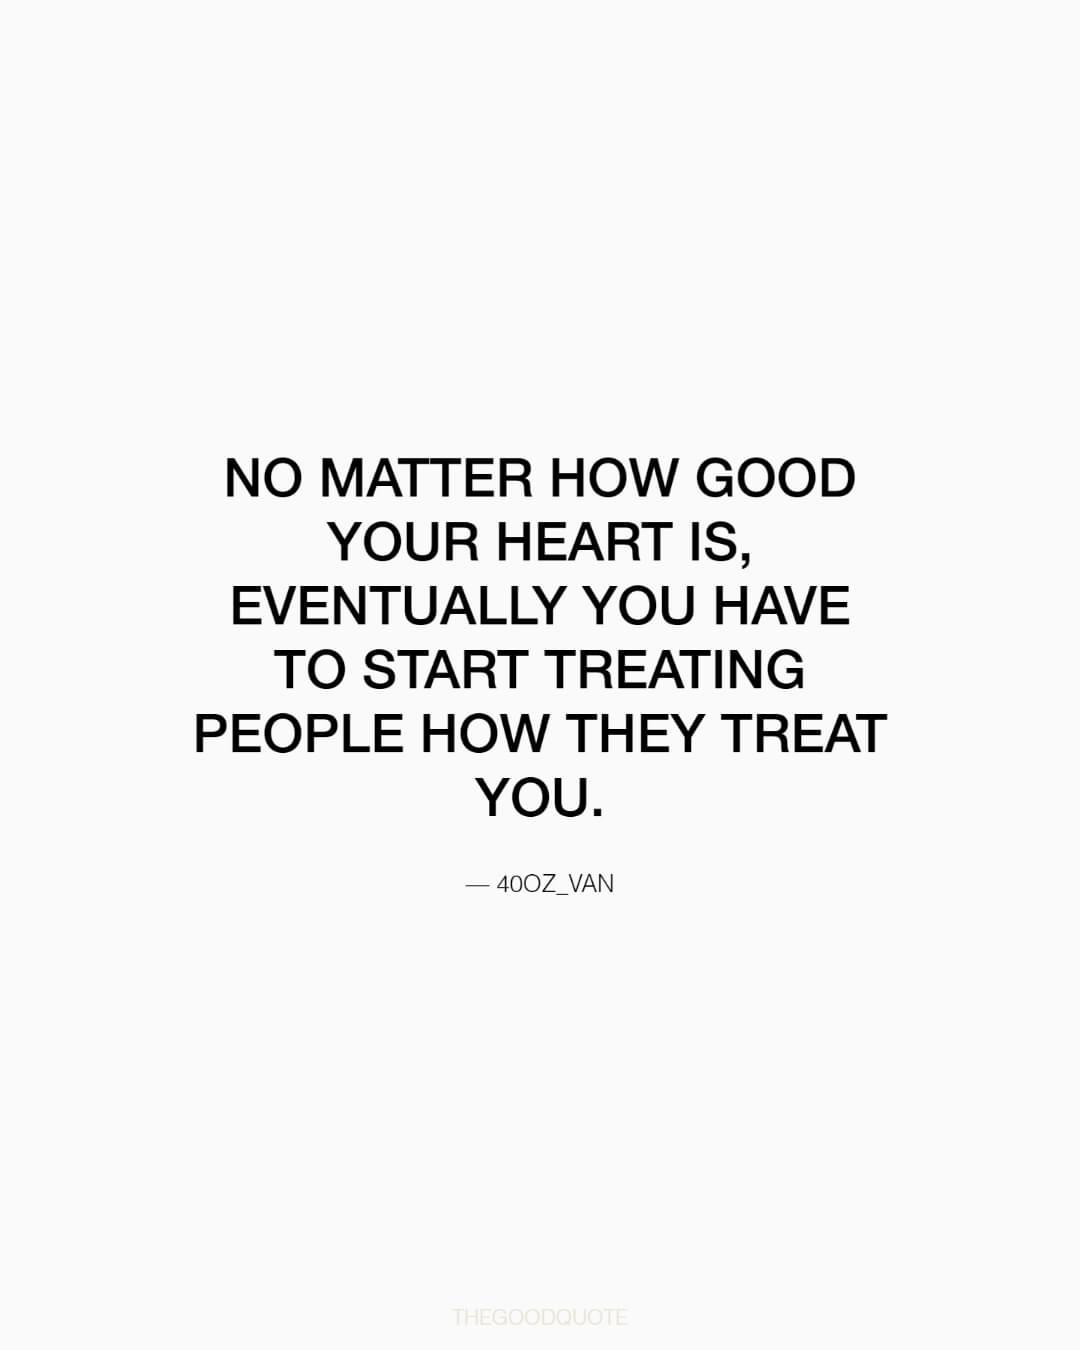 NO MATTER HOW GOOD
YOUR HEART IS,
EVENTUALLY YOU HAVE
TO START TREATING
PEOPLE HOW THEY TREAT
YOU.
— 40OZ_VAN
THEGOODQUOTE